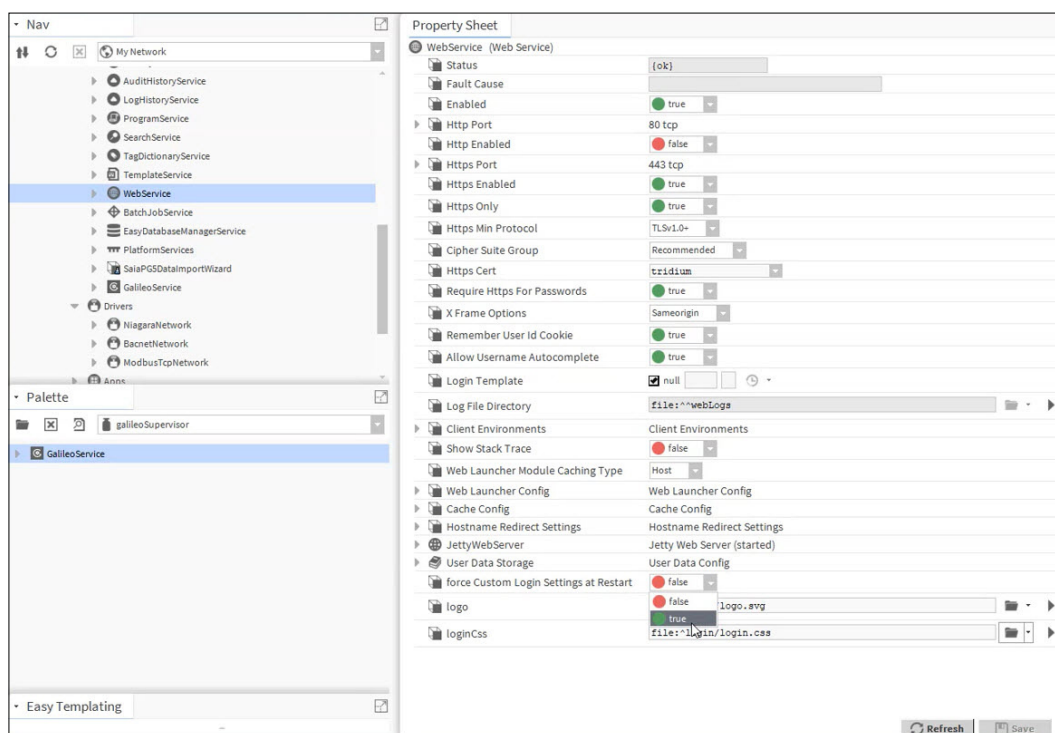 Nav
My Network
AuditHistoryService
LogHistoryService
ProgramService
SearchService
TagDictionaryService
TemplateService
WebService
BatchJobService
EasyDatabaseManagerService
PlatformServices
SaiaPG5DataImportWizard
GalileoService
Drivers
NiagaraNetwork
BacnetNetwork
ModbusTcpNetwork
Apps
Palette
galileoSupervisor
GalileoService
Easy Templating
Property Sheet
WebService (Web Service)
Status {ok}
Fault Cause
Enabled true
Http Port 80 tcp
Http Enabled false
Https Port 443 tcp
Https Enabled true
Https Only true
Https Min Protocol TLSv1.0+
Cipher Suite Group Recommended
Https Cert tridium
Require Https For Passwords true
X Frame Options Sameorigin
Remember User Id Cookie true
Allow Username Autocomplete true
Login Template null
Log File Directory file:^^webLogs
Client Environments Client Environments
Show Stack Trace false
Web Launcher Module Caching Type Host
Web Launcher Config Web Launcher Config
Cache Config Cache Config
Hostname Redirect Settings Hostname Redirect Settings
JettyWebServer Jetty Web Server (started)
User Data Storage User Data Config
force Custom Login Settings at Restart false
false
logo logo.svg
true
loginCss file:^login/login.css
Refresh Save